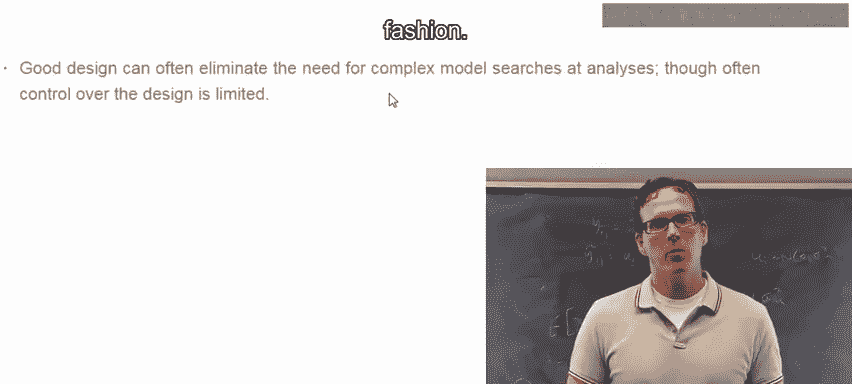 fashion.
· Good design can often eliminate the need for complex model searches at analyses; though often
control over the design is limited.